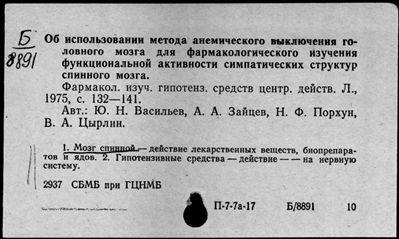 Б
8891
Об использовании метода анемического выключения го-
ловного мозга для фармакологического изучения
функциональной активности симпатических структур
спинного мозга.
Фармакол. изуч. гипотенз. средств центр. действ. Л.,
1975, с. 132—141.
Авт.: Ю. Н. Васильев, А. А. Зайцев, Н. Ф. Порхун,
В. А. Цырлин.
1. Мозг спинной — действие лекарственных веществ, биопрепара-
тов и ядов. 2. Гипотензивные средства — действие — — на нервную
систему.
2937 СБМБ при ГЦНМБ
П-7-7а-17 Б/8891 10